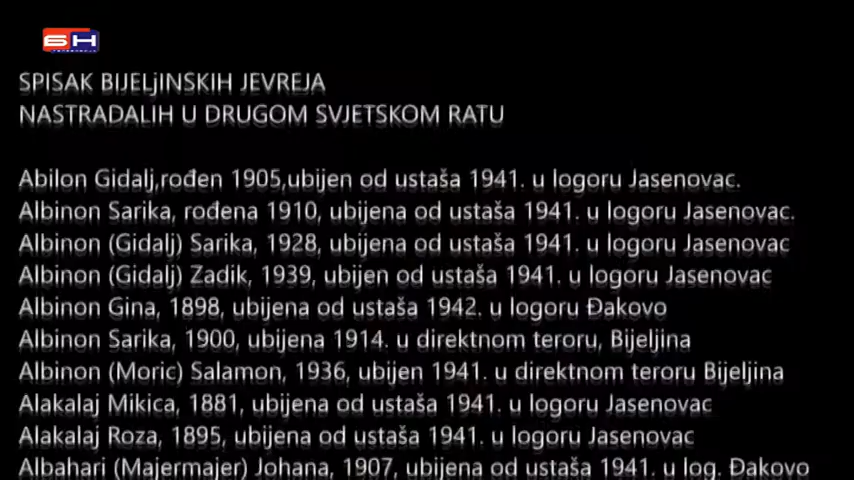 BH
SPISAK BIJELjINSKIH JEVREJA
NASTRADALIH U DRUGOM SVJETSKOM RATU
Abilon Gidalj,rođen 1905,ubijen od ustaša 1941. u logoru Jasenovac.
Albinon Sarika, rođena 1910, ubijena od ustaša 1941. u logoru Jasenovac.
Albinon (Gidalj) Sarika, 1928, ubijena od ustaša 1941. u logoru Jasenovac
Albinon (Gidalj) Zadik, 1939, ubijen od ustaša 1941. u logoru Jasenovac
Albinon Gina, 1898, ubijena od ustaša 1942. u logoru Đakovo
Albinon Sarika, 1900, ubijena 1914. u direktnom teroru, Bijeljina
Albinon (Moric) Salamon, 1936, ubijen 1941. u direktnom teroru Bijeljina
Alakalaj Mikica, 1881, ubijena od ustaša 1941. u logoru Jasenovac
Alakalaj Roza, 1895, ubijena od ustaša 1941. u logoru Jasenovac
Albahari (Majermajer) Johana, 1907, ubijena od ustaša 1941. u log. Đakovo